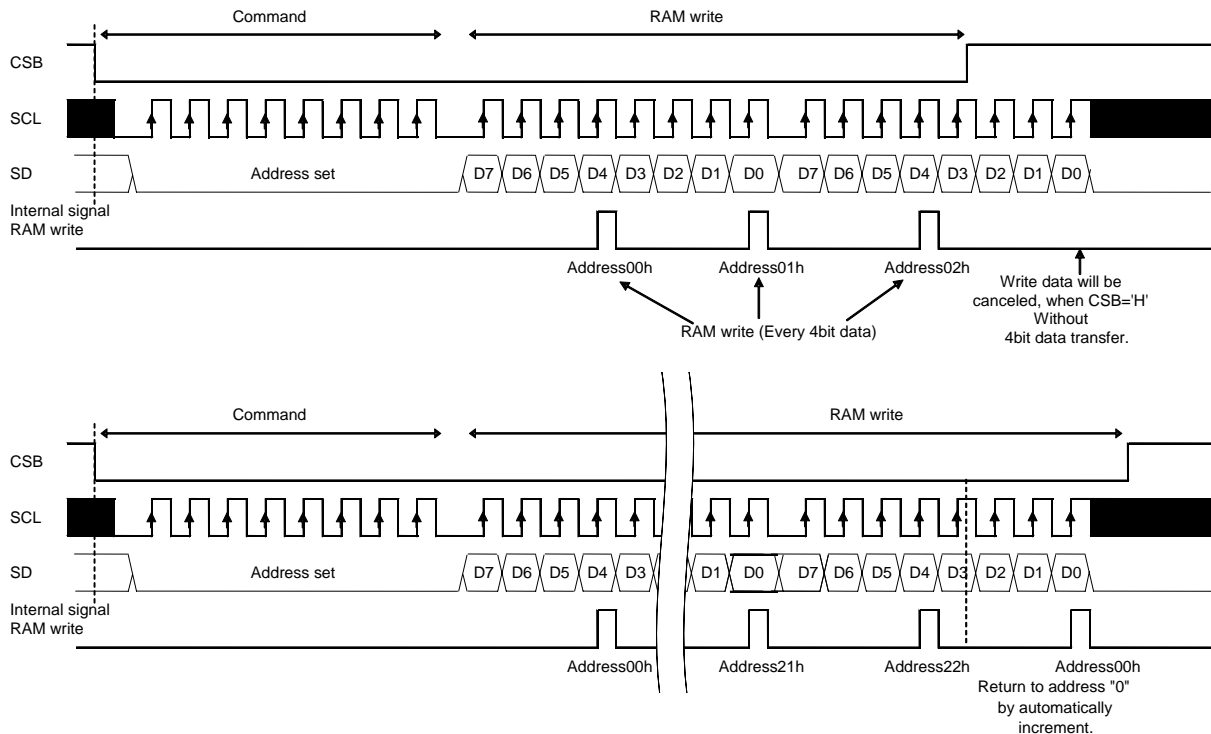 Command RAM write
CSB
SCL
SD Address set D7 D6 D5 D4 D3 D2 D1 D0 D7 D6 D5 D4 D3 D2 D1 D0
Internal signal
RAM write
Address00h Address01h Address02h
Write data will be
canceled, when CSB='H'
Without
4bit data transfer.
RAM write (Every 4bit data)
Command RAM write
CSB
SCL
SD Address set D7 D6 D5 D4 D3 D1 D0 D7 D6 D5 D4 D3 D2 D1 D0
Internal signal
RAM write
Address00h Address21h Address22h Address00h
Return to address "0"
by automatically
increment.